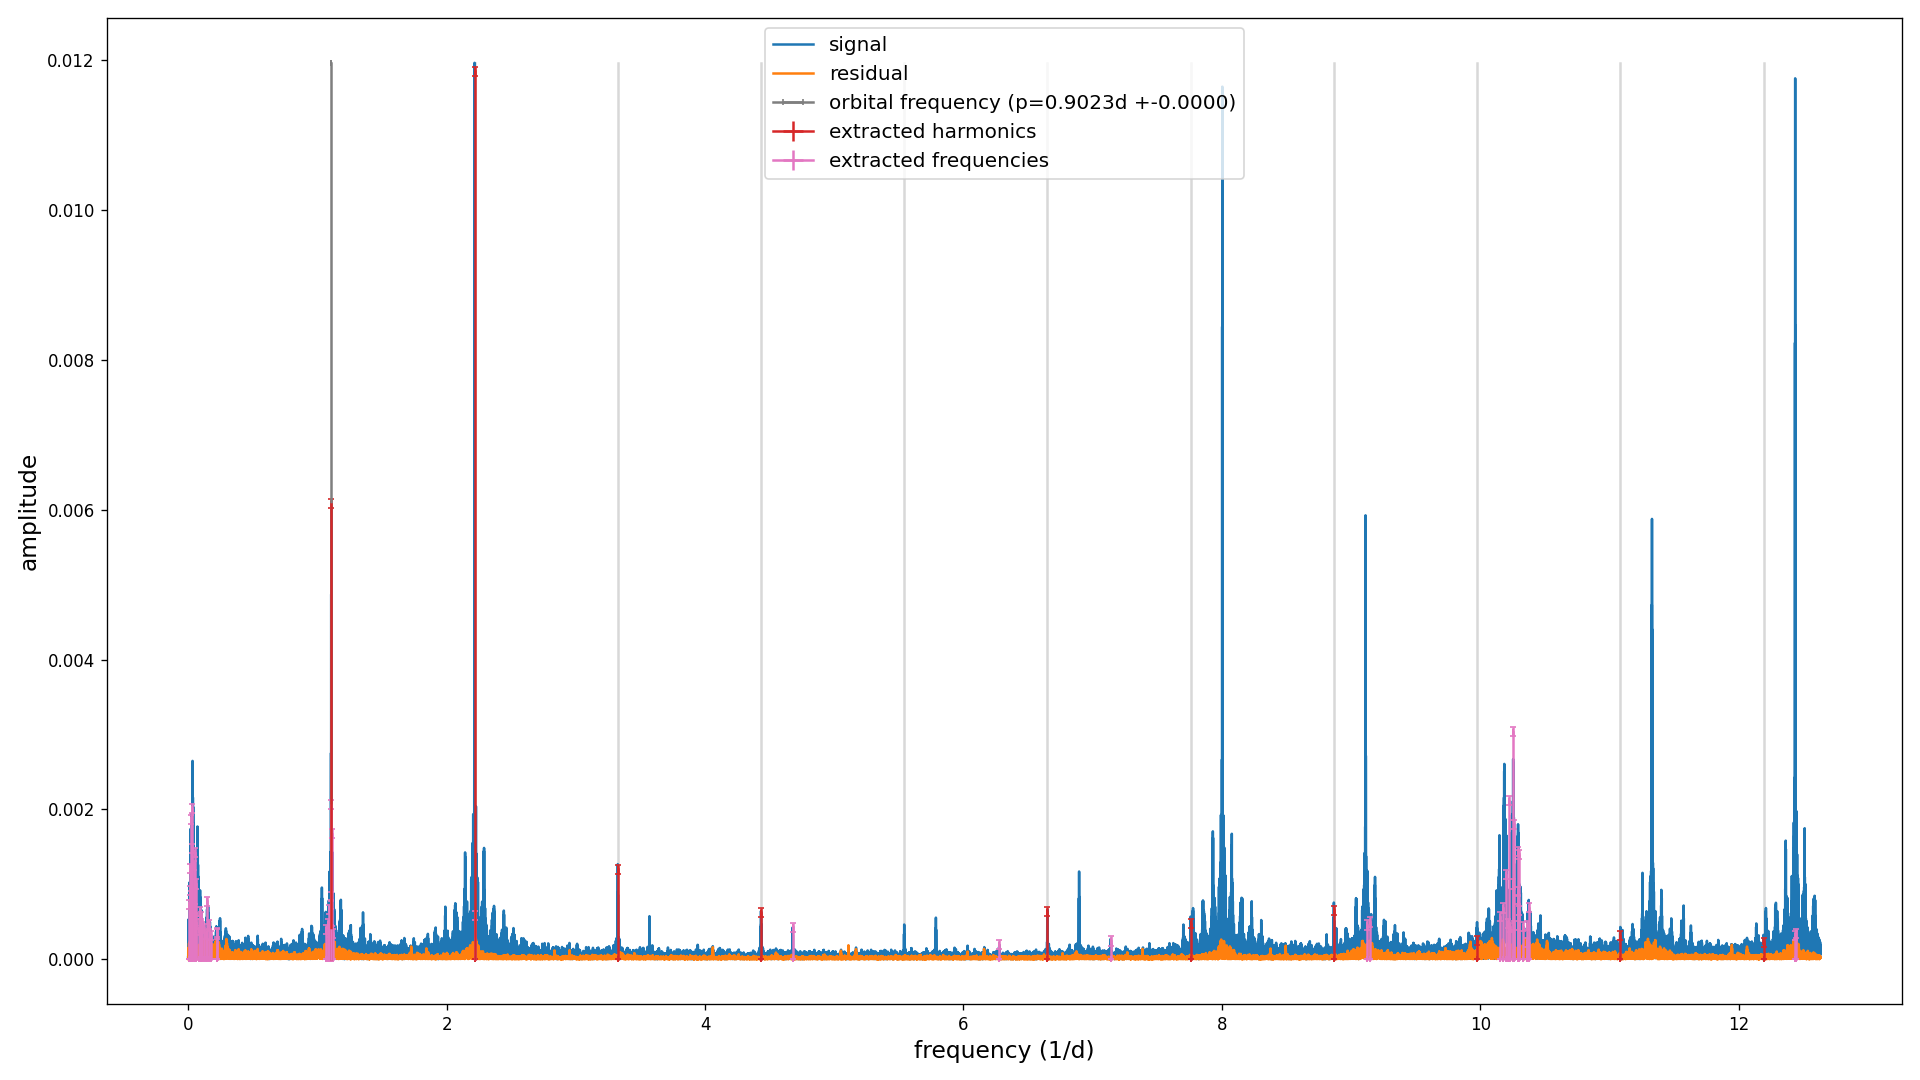 signal
residual
orbital frequency (p=0.9023d +-0.0000)
extracted harmonics
extracted frequencies
0.012
0.010
0.008
0.006
0.004
0.002
0.000
amplitude
0 2 4 6 8 10 12
frequency (1/d)